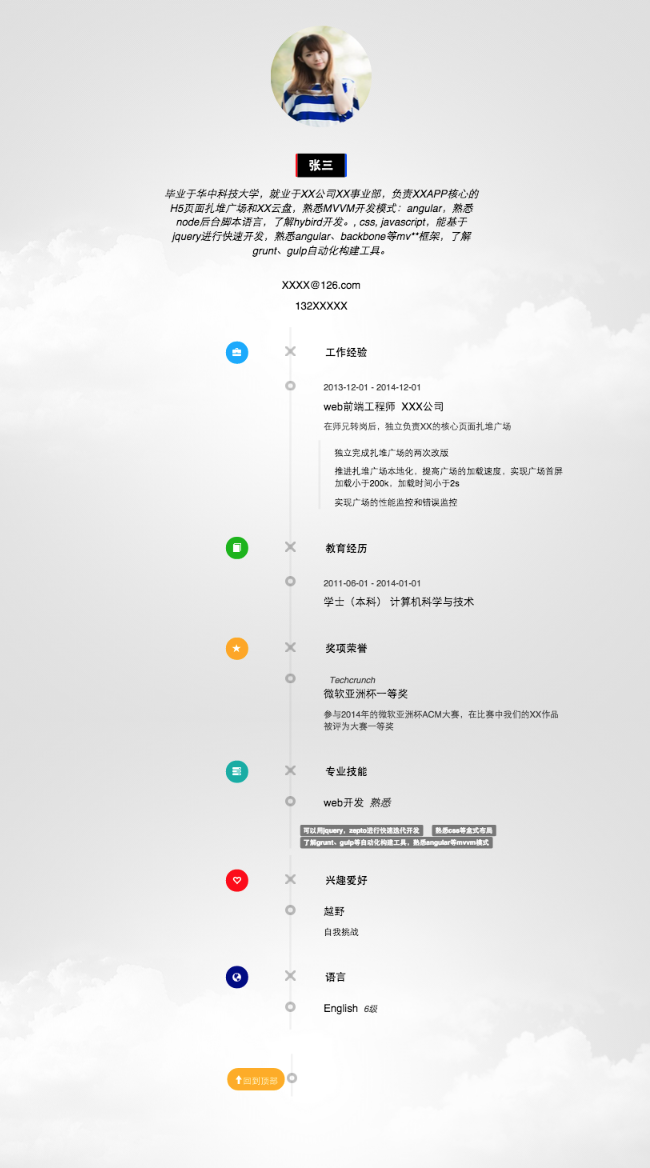 张三
毕业于华中科技大学，就业于XX公司XX事业部，负责XXAPP核心的
H5页面扎堆广场和XX云盘，熟悉MVVM开发模式：angular，熟悉
node后台脚本语言，了解hybird开发。, css, javascript，能基于
jquery进行快速开发，熟悉angular、backbone等mv**框架，了解
grunt、gulp自动化构建工具。
XXXX@126.com
132XXXXX
工作经验
2013-12-01 - 2014-12-01
web前端工程师 XXX公司
在师兄转岗后，独立负责XX的核心页面扎堆广场
独立完成扎堆广场的两次改版
推进扎堆广场本地化，提高广场的加载速度，实现广场首屏
加载小于200k，加载时间小于2s
实现广场的性能监控和错误监控
教育经历
2011-06-01 - 2014-01-01
学士（本科） 计算机科学与技术
奖项荣誉
Techcrunch
微软亚洲杯一等奖
参与2014年的微软亚洲杯ACM大赛，在比赛中我们的XX作品
被评为大赛一等奖
专业技能
web开发 熟悉
可以用jquery，zepto进行快速迭代开发 熟悉css等盒式布局
了解grunt、gulp等自动化构建工具，熟悉angular等mvvm模式
兴趣爱好
越野
自我挑战
语言
English 6级
回到顶部